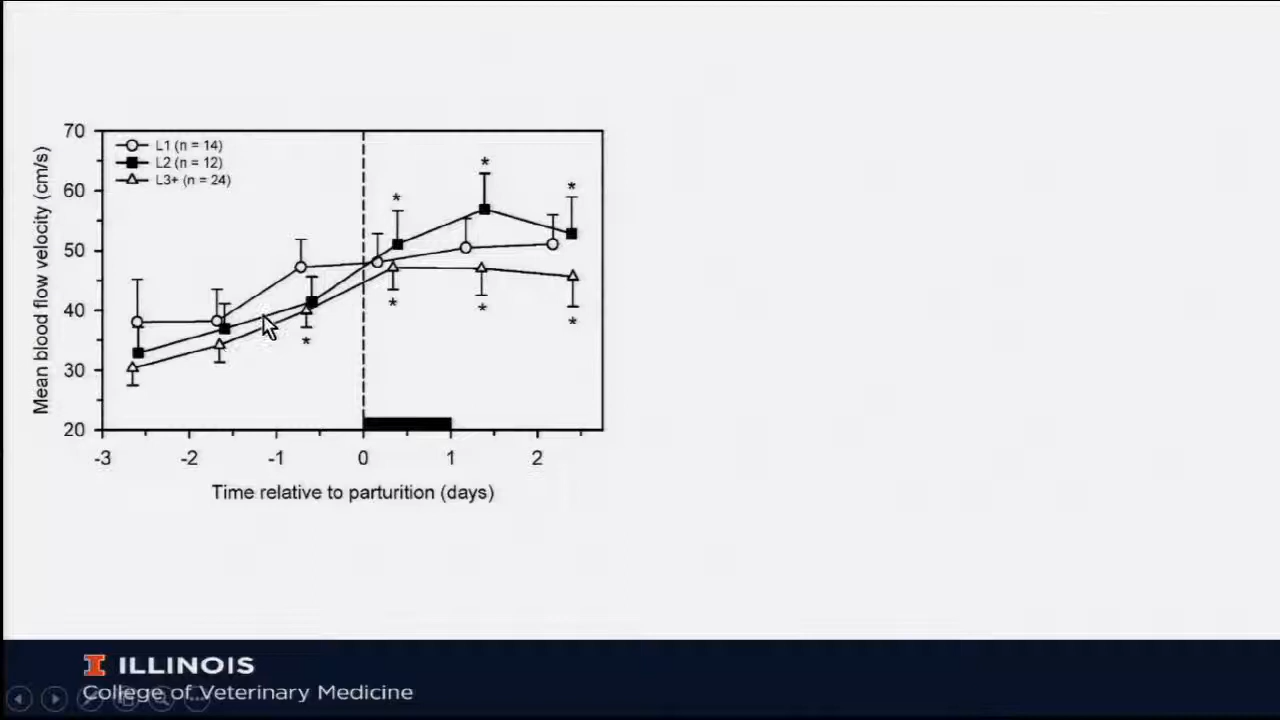 70
60
50
40
30
20
Mean blood flow velocity (cm/s)
L1 (n = 14)
L2 (n = 12)
L3+ (n = 24)
* * *
* * * *
-3 -2 -1 0 1 2
Time relative to parturition (days)
I ILLINOIS
College of Veterinary Medicine